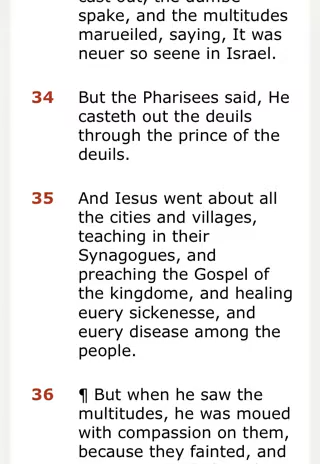 cast out, the dumbe
spake, and the multitudes
marueiled, saying, It was
neuer so seene in Israel.
34 But the Pharisees said, He
casteth out the deuils
through the prince of the
deuils.
35 And Iesus went about all
the cities and villages,
teaching in their
Synagogues, and
preaching the Gospel of
the kingdome, and healing
euery sickenesse, and
euery disease among the
people.
36 ¶ But when he saw the
multitudes, he was moued
with compassion on them,
because they fainted, and